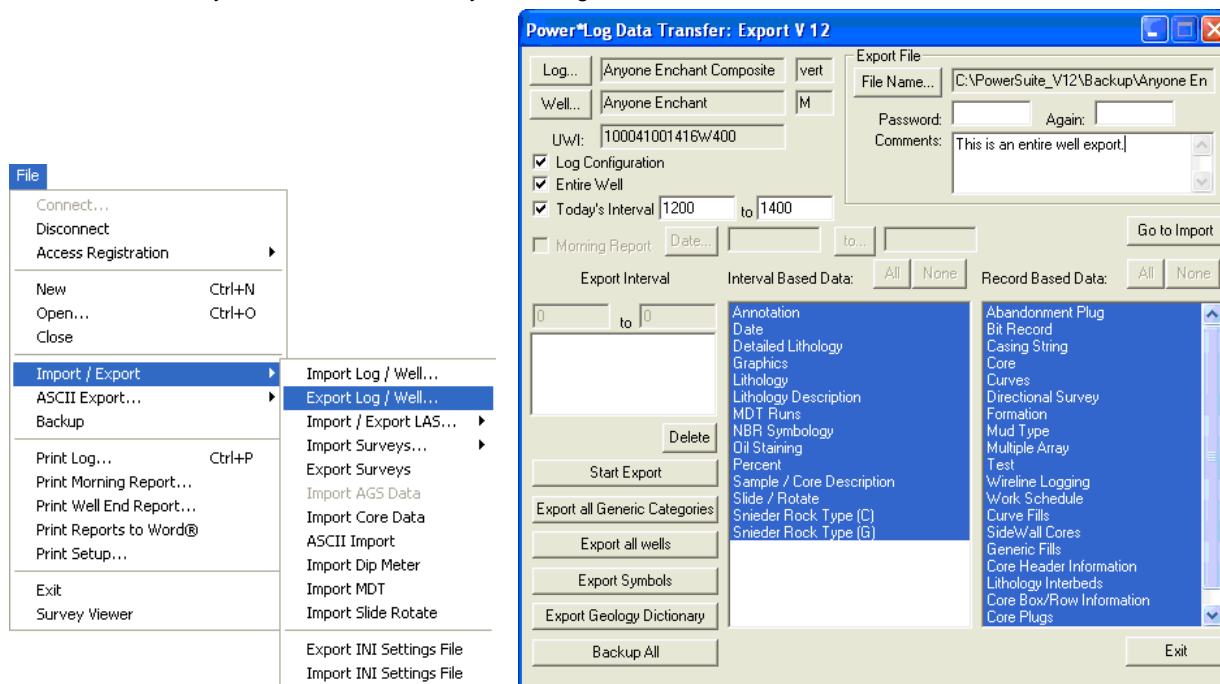 File
Connect...
Disconnect
Access Registration
New Ctrl+N
Open... Ctrl+O
Close
Import / Export
ASCII Export...
Backup
Print Log... Ctrl+P
Print Morning Report...
Print Well End Report...
Print Reports to Word®
Print Setup...
Exit
Survey Viewer
Import Log / Well...
Export Log / Well...
Import / Export LAS...
Import Surveys...
Export Surveys
Import AGS Data
Import Core Data
ASCII Import
Import Dip Meter
Import MDT
Import Slide Rotate
Export INI Settings File
Import INI Settings File
Power*Log Data Transfer: Export V 12
Log... Anyone Enchant Composite vert
Well... Anyone Enchant M
UWI: 100041001416W400
Log Configuration
Entire Well
Today's Interval 1200 to 1400
Morning Report Date... to...
Export File
File Name... C:\PowerSuite_V12\Backup\Anyone En
Password: Again:
Comments: This is an entire well export.
Go to Import
Export Interval
0 to 0
Delete
Start Export
Export all Generic Categories
Export all wells
Export Symbols
Export Geology Dictionary
Backup All
Interval Based Data: All None
Annotation
Date
Detailed Lithology
Graphics
Lithology
Lithology Description
MDT Runs
NBR Symbology
Oil Staining
Percent
Sample / Core Description
Slide / Rotate
Snieder Rock Type (C)
Snieder Rock Type (G)
Record Based Data: All None
Abandonment Plug
Bit Record
Casing String
Core
Curves
Directional Survey
Formation
Mud Type
Multiple Array
Test
Wireline Logging
Work Schedule
Curve Fills
SideWall Cores
Generic Fills
Core Header Information
Lithology Interbeds
Core Box/Row Information
Core Plugs
Exit